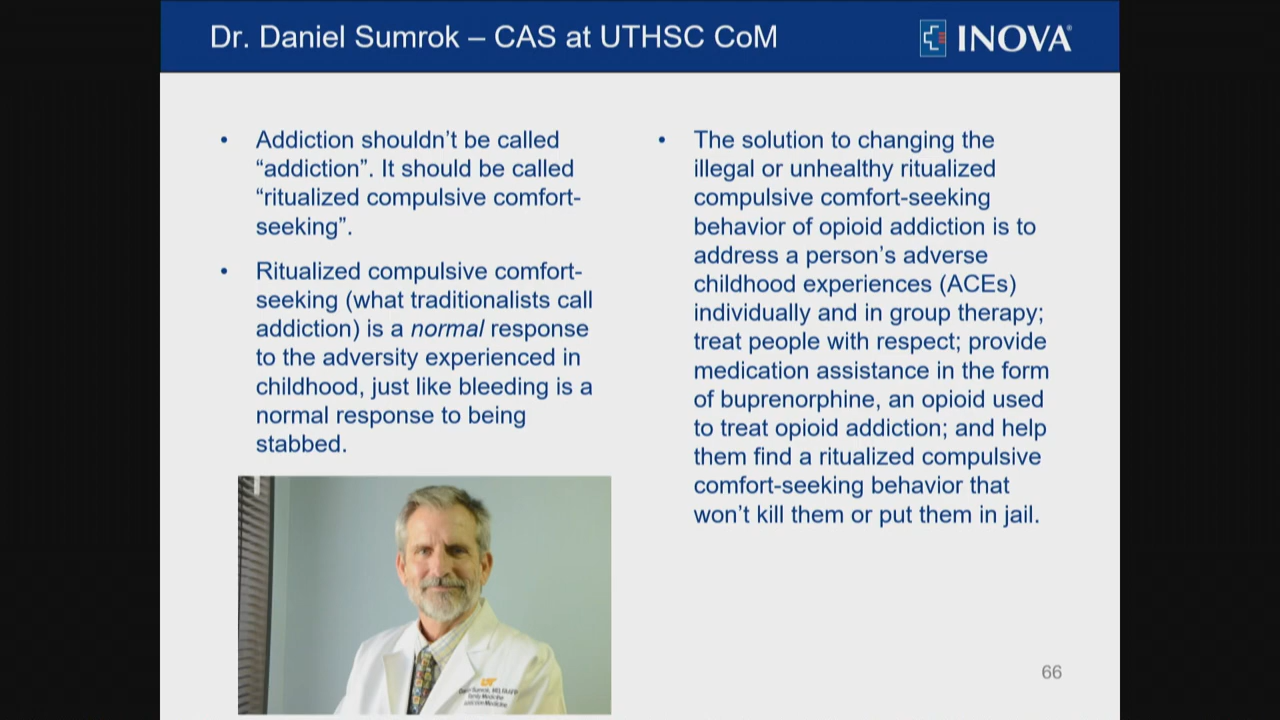 Dr. Daniel Sumrok – CAS at UTHSC CoM
INOVA®
• Addiction shouldn’t be called
“addiction”. It should be called
“ritualized compulsive comfort-
seeking”.
• Ritualized compulsive comfort-
seeking (what traditionalists call
addiction) is a normal response
to the adversity experienced in
childhood, just like bleeding is a
normal response to being
stabbed.
• The solution to changing the
illegal or unhealthy ritualized
compulsive comfort-seeking
behavior of opioid addiction is to
address a person’s adverse
childhood experiences (ACEs)
individually and in group therapy;
treat people with respect; provide
medication assistance in the form
of buprenorphine, an opioid used
to treat opioid addiction; and help
them find a ritualized compulsive
comfort-seeking behavior that
won’t kill them or put them in jail.
Sumrok, MD,
Family Medicine
Addiction Medicine
66